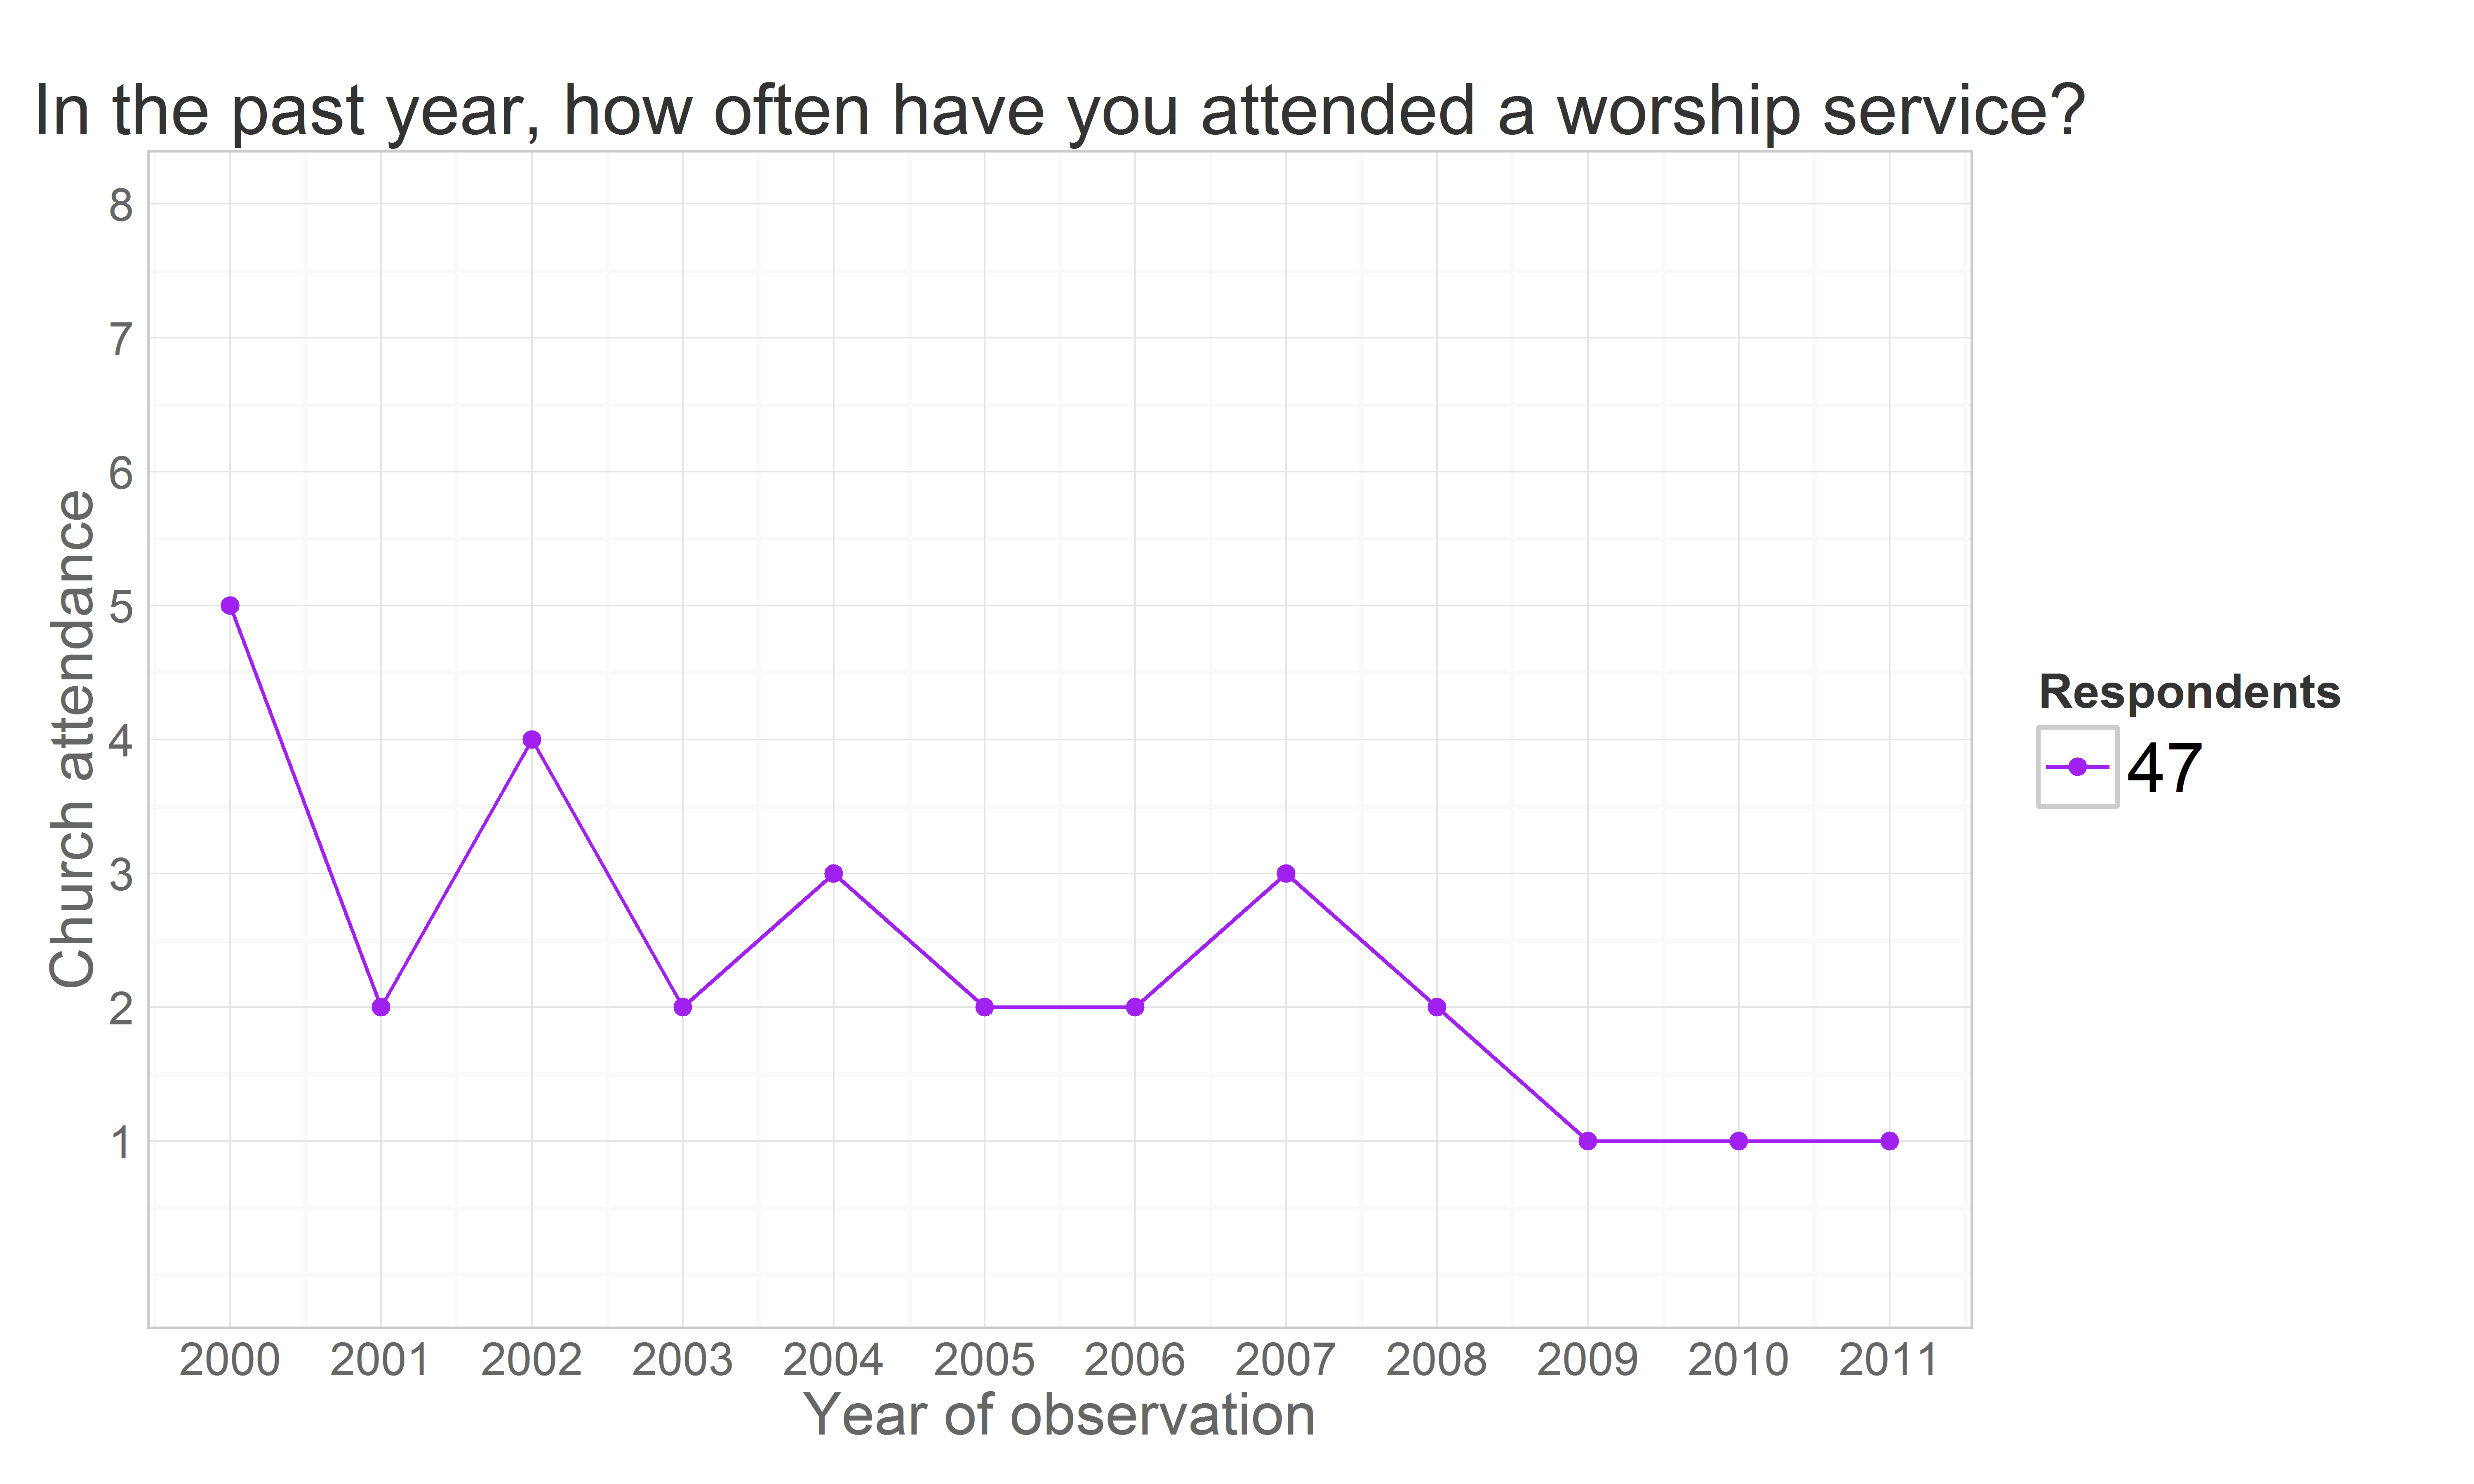 In the past year, how often have you attended a worship service?
Church attendance
8
7
6
5
4
3
2
1
2000 2001 2002 2003 2004 2005 2006 2007 2008 2009 2010 2011
Year of observation
Respondents
47